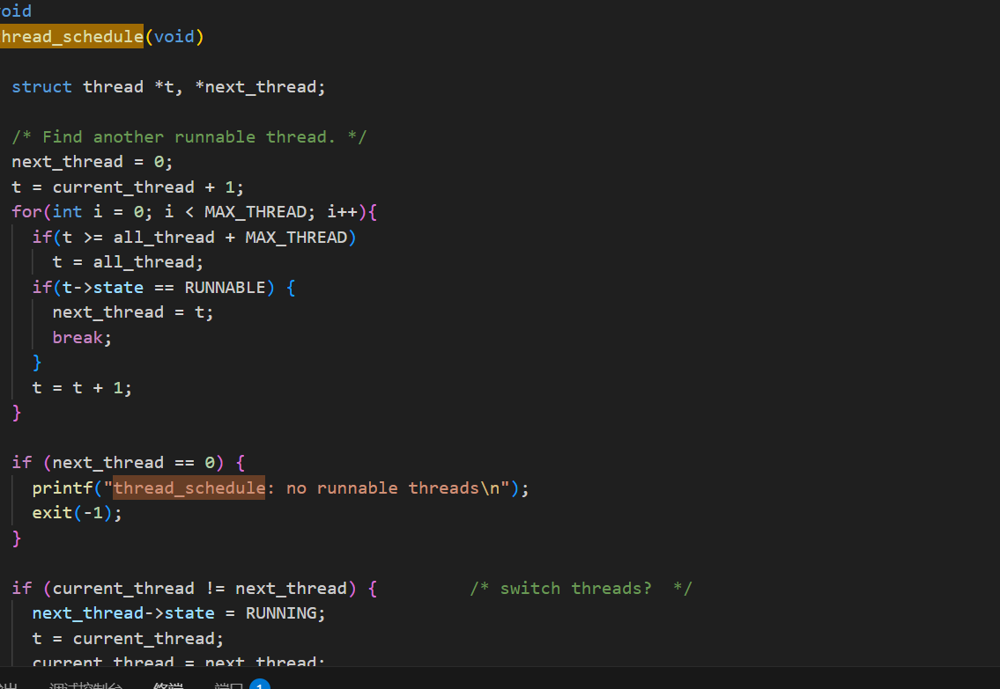 void
thread_schedule(void)
struct thread *t, *next_thread;
/* Find another runnable thread. */
next_thread = 0;
t = current_thread + 1;
for(int i = 0; i < MAX_THREAD; i++){
if(t >= all_thread + MAX_THREAD)
t = all_thread;
if(t->state == RUNNABLE) {
next_thread = t;
break;
}
t = t + 1;
}
if (next_thread == 0) {
printf("thread_schedule: no runnable threads\n");
exit(-1);
}
if (current_thread != next_thread) { /* switch threads? */
next_thread->state = RUNNING;
t = current_thread;
current_thread = next_thread;
调试控制台 终端 端口 1